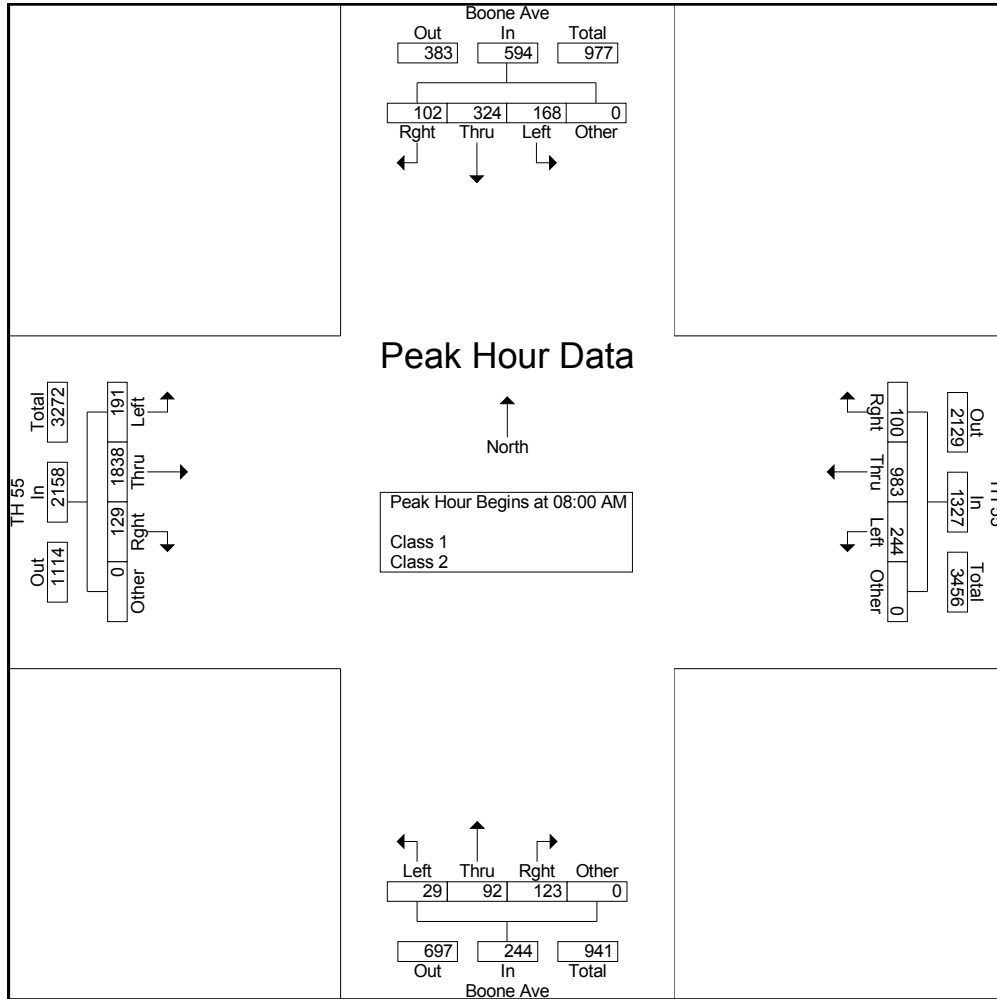 Boone Ave
Out In Total
383 594 977
102 324 168 0
Rght Thru Left Other
Peak Hour Data
North
Peak Hour Begins at 08:00 AM
Class 1
Class 2
TH 55
Total In Out
3272 2158 1114
191 1838 129 0
Left Thru Rght Other
TH 55
Out In Total
2129 1327 3456
100 983 244 0
Rght Thru Left Other
Left Thru Rght Other
29 92 123 0
697 244 941
Out In Total
Boone Ave